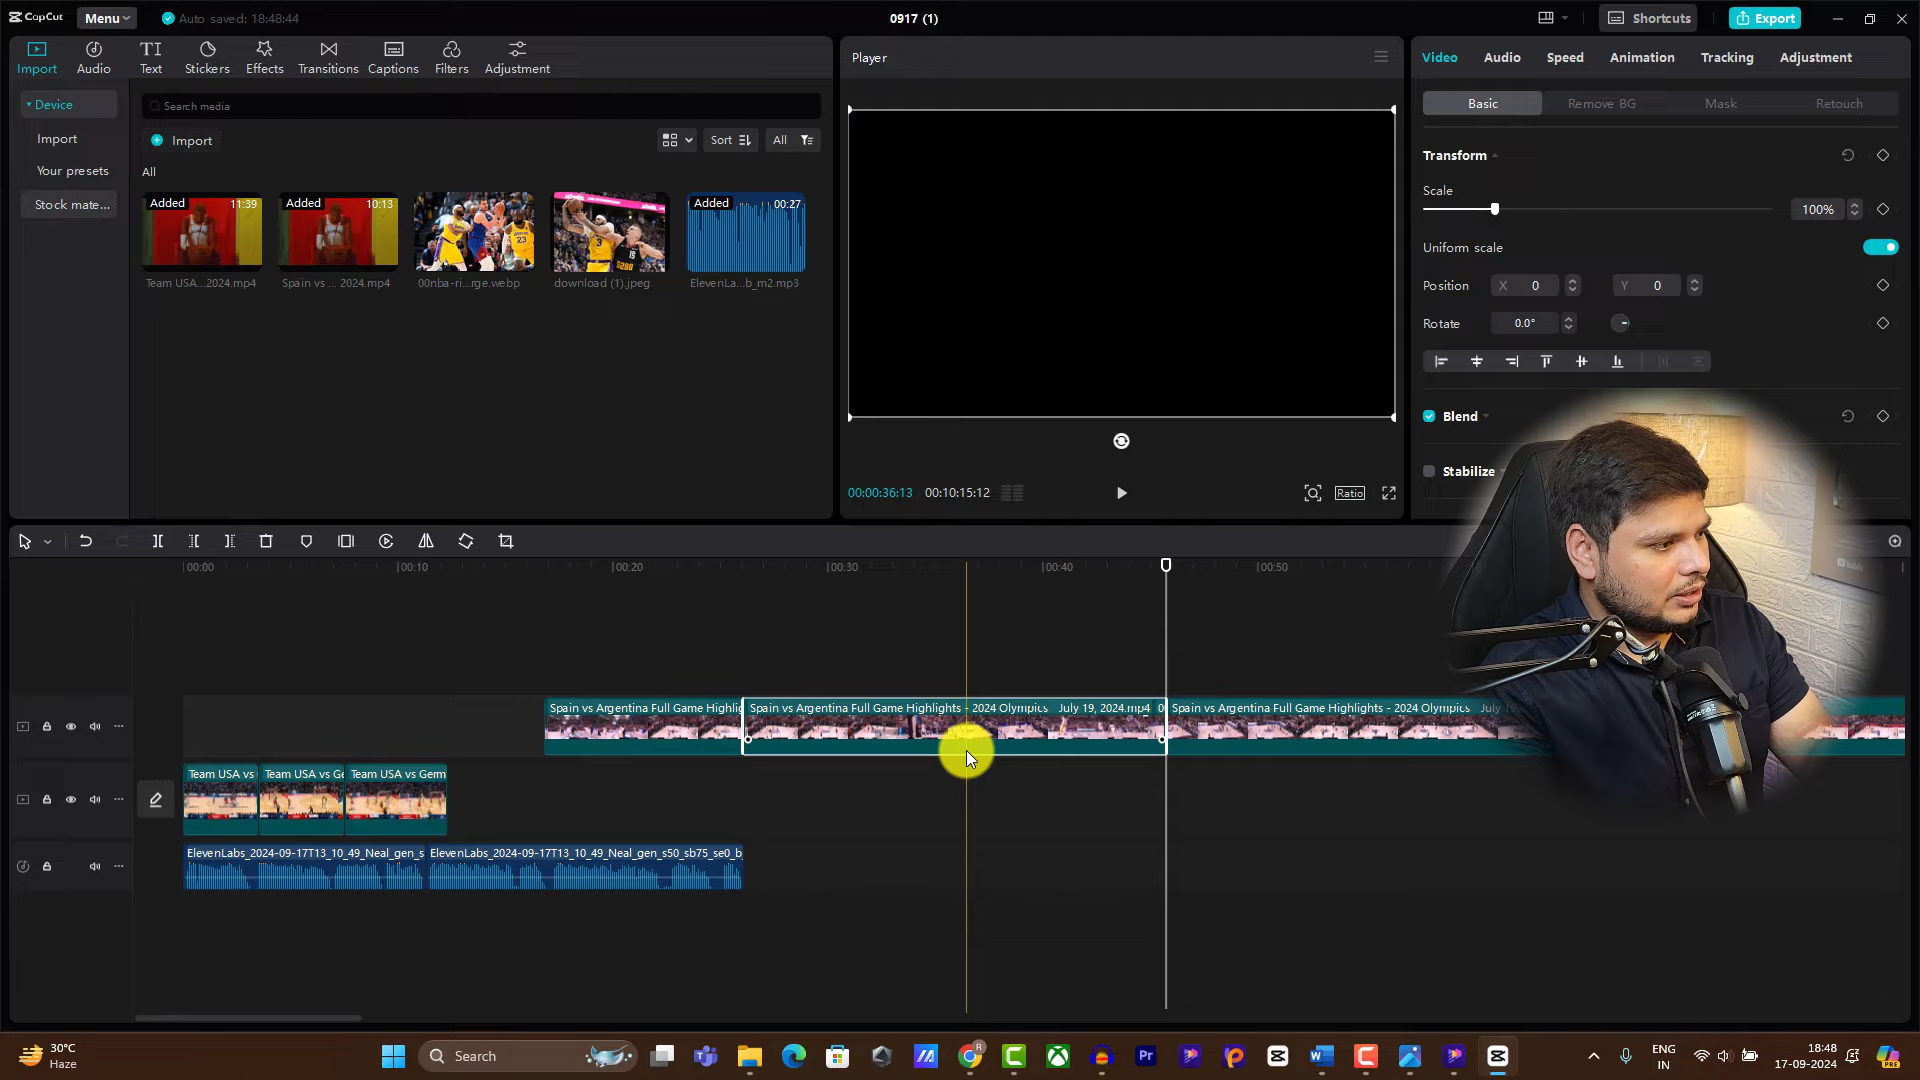 CapCut Menu Auto saved: 18:48:44 0917 (1) Shortcuts Export
Import Audio Text Stickers Effects Transitions Captions Filters Adjustment
Device
Import
Your presets
Stock mate...
Search media
Import Sort All
All
Added 11:39 Added 10:13 Added 00:27
Team USA...2024.mp4 Spain vs ... 2024.mp4 00nba-ri...rge.webp download (1).jpeg ElevenLa...b_m2.mp3
Player
00:00:36:13 00:10:15:12 Ratio
Video Audio Speed Animation Tracking Adjustment
Basic Remove BG Mask Retouch
Transform
Scale
100%
Uniform scale
Position X 0 Y 0
Rotate 0.0°
Blend
Stabilize
00:00 00:10 00:20 00:30 00:40 00:50
Spain vs Argentina Full Game Highlig Spain vs Argentina Full Game Highlights - 2024 Olympics July 19, 2024.mp4 0 Spain vs Argentina Full Game Highlights - 2024 Olympics July
Team USA vs Team USA vs Ge Team USA vs Germ
ElevenLabs_2024-09-17T13_10_49_Neal_gen_s ElevenLabs_2024-09-17T13_10_49_Neal_gen_s50_sb75_se0_b
30°C
Haze
Search
ENG
IN
18:48
17-09-2024
Pr
PRE